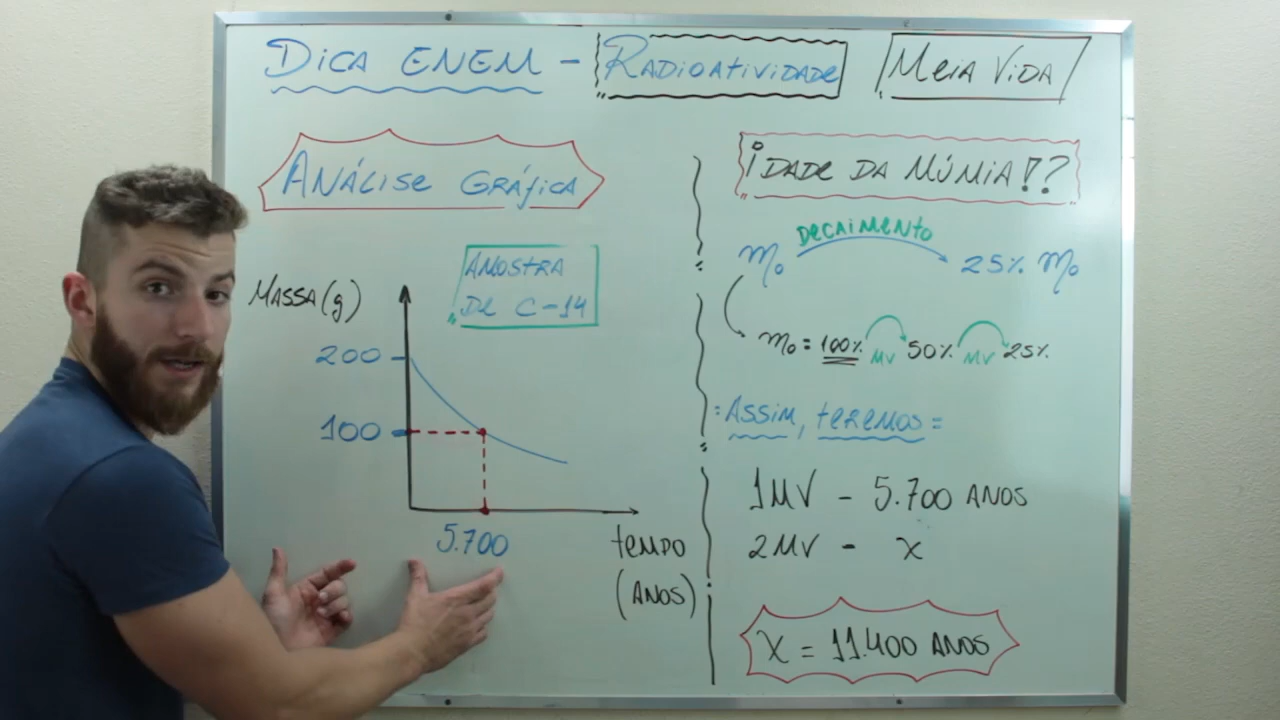 DICA ENEM - RADIOATIVIDADE MEIA VIDA
ANÁLISE GRÁFICA
AMOSTRA
DE C-14
MASSA (g)
200
100
5.700
TEMPO
(ANOS)
IDADE DA MÚMIA!?
DECAIMENTO
m₀ 25% m₀
m₀ = 100% MV 50% MV 25%
= ASSIM, TEREMOS =
1MV - 5.700 ANOS
2MV - X
X = 11.400 ANOS